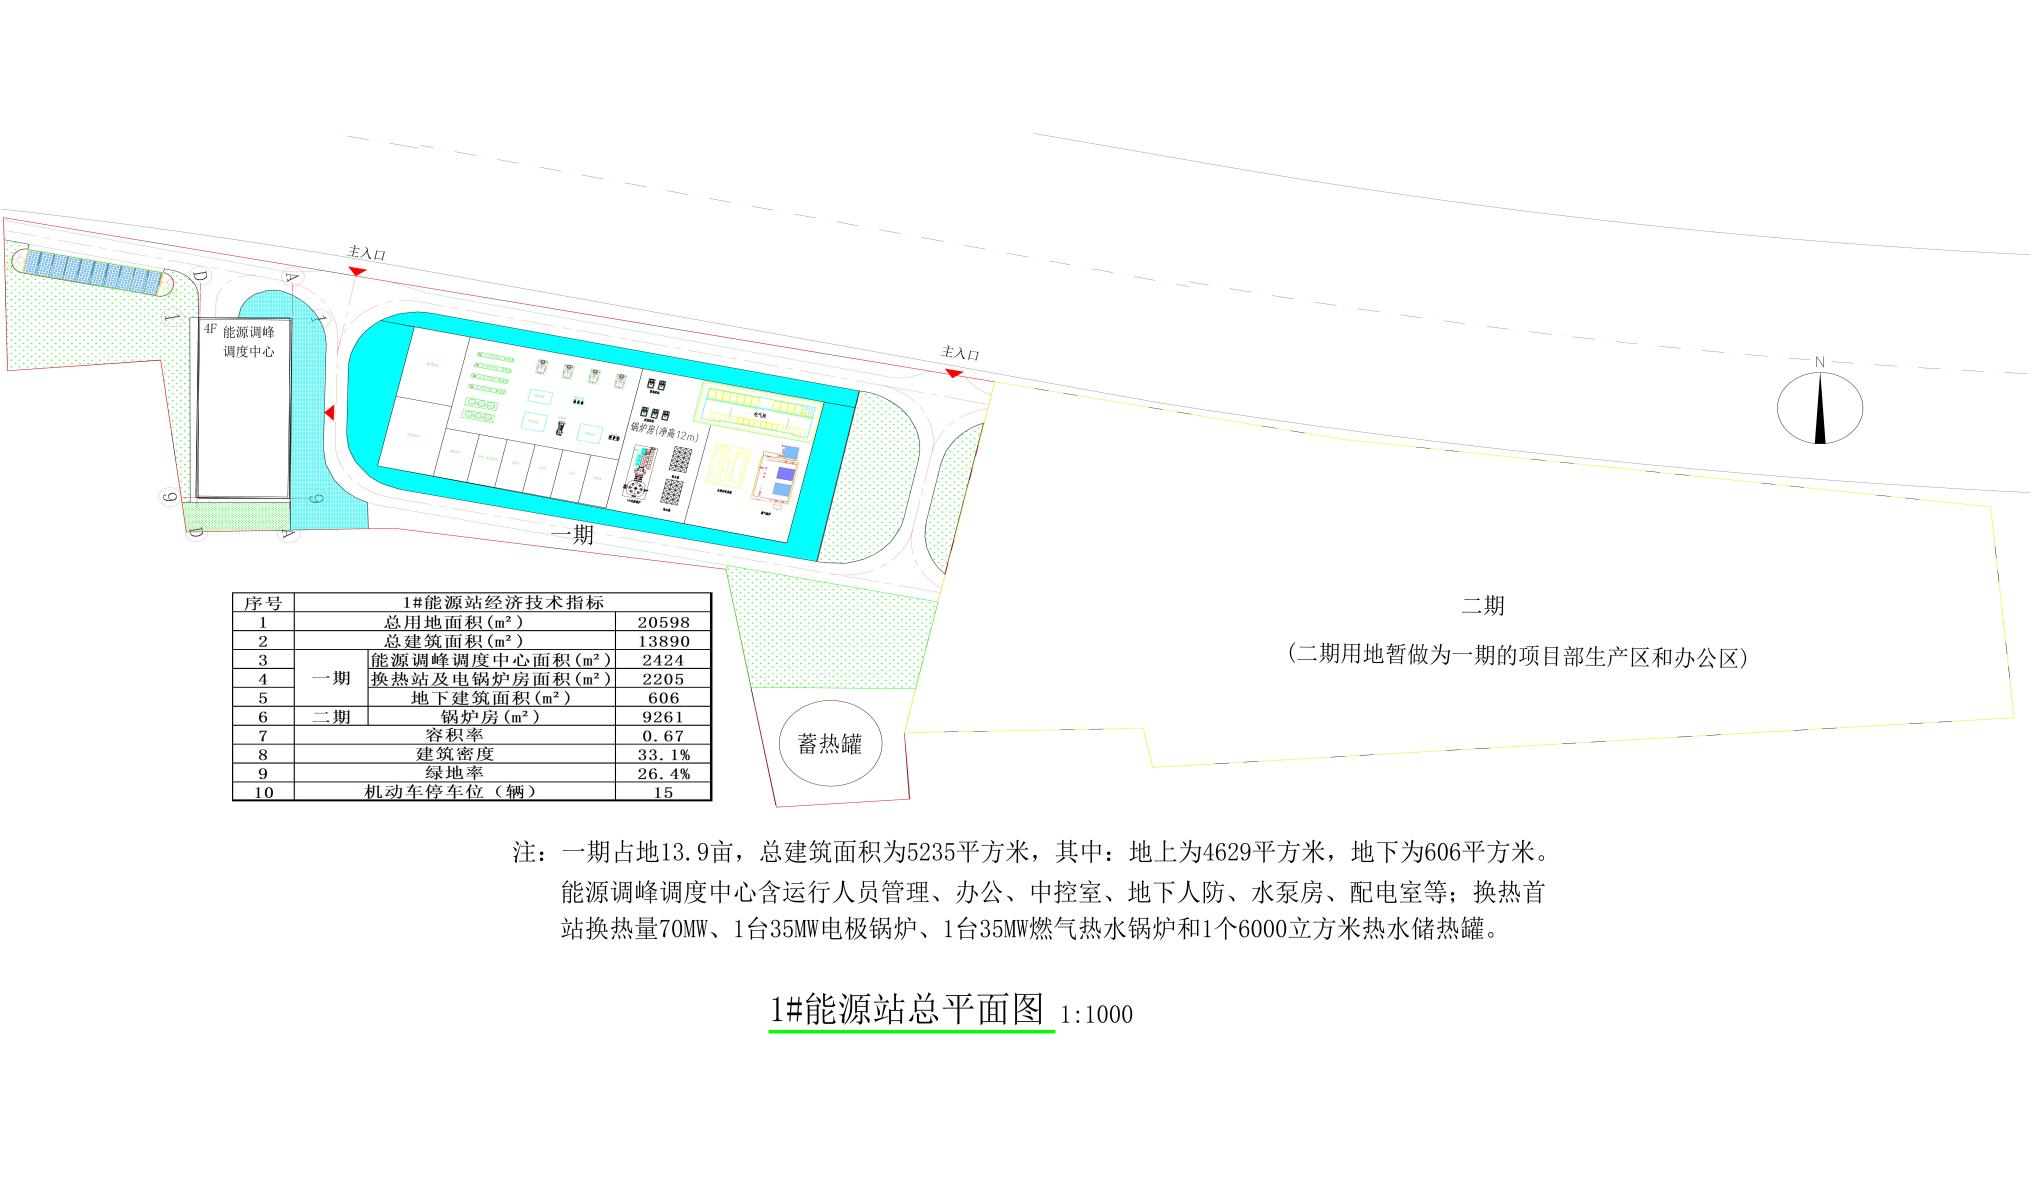 主入口
主入口
N
D
A
1
1
4F 能源调峰
调度中心
电气间
锅炉房(净高12m)
9
9
D
A
一期
二期
(二期用地暂做为一期的项目部生产区和办公区)
蓄热罐
序号 1#能源站经济技术指标
1 总用地面积(m²) 20598
2 总建筑面积(m²) 13890
3 一期 能源调峰调度中心面积(m²) 2424
4 换热站及电锅炉房面积(m²) 2205
5 地下建筑面积(m²) 606
6 二期 锅炉房(m²) 9261
7 容积率 0.67
8 建筑密度 33.1%
9 绿地率 26.4%
10 机动车停车位（辆） 15
注：一期占地13.9亩，总建筑面积为5235平方米，其中：地上为4629平方米，地下为606平方米。
能源调峰调度中心含运行人员管理、办公、中控室、地下人防、水泵房、配电室等；换热首
站换热量70MW、1台35MW电极锅炉、1台35MW燃气热水锅炉和1个6000立方米热水储热罐。
1#能源站总平面图 1:1000